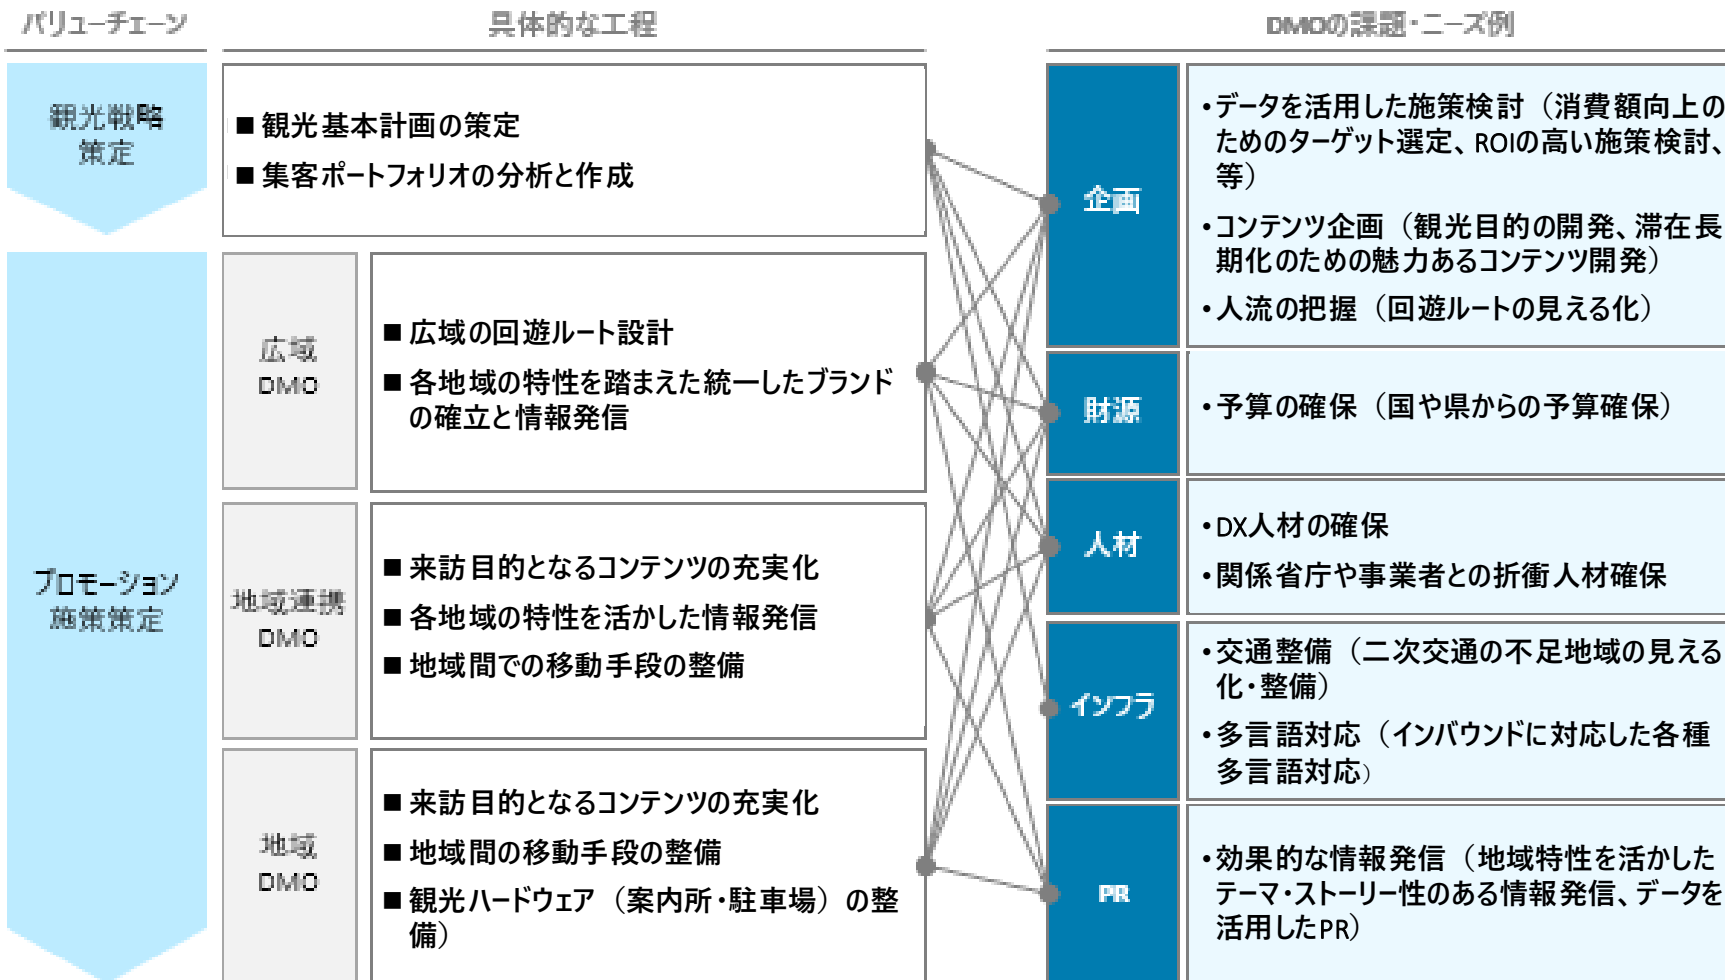 バリューチェーン
具体的な工程
DMOの課題・ニーズ例
観光戦略
策定
■ 観光基本計画の策定
■ 集客ポートフォリオの分析と作成
プロモーション
施策策定
広域
DMO
■ 広域の回遊ルート設計
■ 各地域の特性を踏まえた統一したブランド
の確立と情報発信
地域連携
DMO
■ 来訪目的となるコンテンツの充実化
■ 各地域の特性を活かした情報発信
■ 地域間での移動手段の整備
地域
DMO
■ 来訪目的となるコンテンツの充実化
■ 地域間の移動手段の整備
■ 観光ハードウェア（案内所・駐車場）の整
備）
企画
・データを活用した施策検討（消費額向上の
ためのターゲット選定、ROIの高い施策検討、
等）
・コンテンツ企画（観光目的の開発、滞在長
期化のための魅力あるコンテンツ開発）
・人流の把握（回遊ルートの見える化）
財源
・予算の確保（国や県からの予算確保）
人材
・DX人材の確保
・関係省庁や事業者との折衝人材確保
インフラ
・交通整備（二次交通の不足地域の見える
化・整備）
・多言語対応（インバウンドに対応した各種
多言語対応）
PR
・効果的な情報発信（地域特性を活かした
テーマ・ストーリー性のある情報発信、データを
活用したPR）